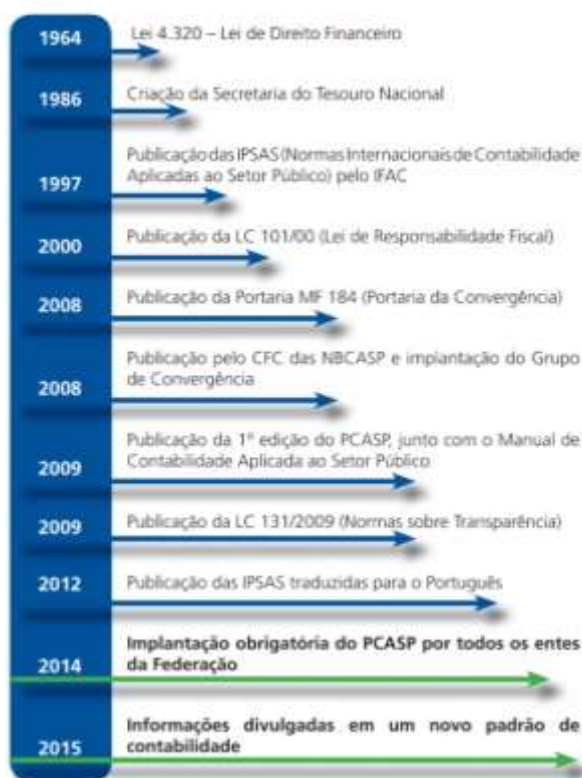 1964
Lei 4.320 – Lei de Direito Financeiro
1986
Criação da Secretaria do Tesouro Nacional
1997
Publicação das IPSAS (Normas Internacionais de Contabilidade
Aplicadas ao Setor Público) pelo IFAC
2000
Publicação da LC 101/00 (Lei de Responsabilidade Fiscal)
2008
Publicação da Portaria MF 184 (Portaria da Convergência)
2008
Publicação pelo CFC das NBCASP e implantação do Grupo
de Convergência
2009
Publicação da 1ª edição do PCASP, junto com o Manual de
Contabilidade Aplicada ao Setor Público
2009
Publicação da LC 131/2009 (Normas sobre Transparência)
2012
Publicação das IPSAS traduzidas para o Português
2014
Implantação obrigatória do PCASP por todos os entes
da Federação
2015
Informações divulgadas em um novo padrão de
contabilidade